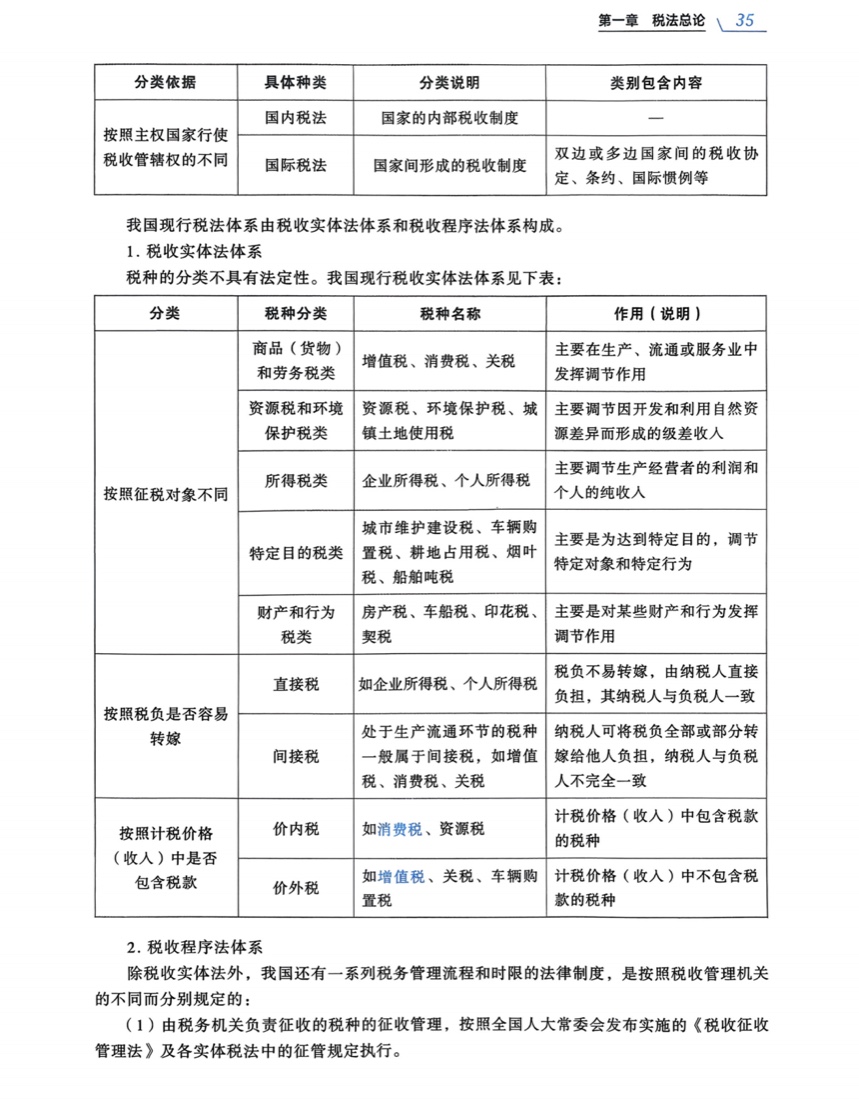 第一章 税法总论 35
分类依据 具体种类 分类说明 类别包含内容
按照主权国家行使
税收管辖权的不同
国内税法 国家的内部税收制度 —
国际税法 国家间形成的税收制度
双边或多边国家间的税收协
定、条约、国际惯例等
我国现行税法体系由税收实体法体系和税收程序法体系构成。
1. 税收实体法体系
税种的分类不具有法定性。我国现行税收实体法体系见下表：
分类 税种分类 税种名称 作用（说明）
按照征税对象不同
商品（货物）
和劳务税类
增值税、消费税、关税
主要在生产、流通或服务业中
发挥调节作用
资源税和环境
保护税类
资源税、环境保护税、城
镇土地使用税
主要调节因开发和利用自然资
源差异而形成的级差收入
所得税类
企业所得税、个人所得税
主要调节生产经营者的利润和
个人的纯收入
特定目的税类
城市维护建设税、车辆购
置税、耕地占用税、烟叶
税、船舶吨税
主要是为达到特定目的，调节
特定对象和特定行为
财产和行为
税类
房产税、车船税、印花税、
契税
主要是对某些财产和行为发挥
调节作用
按照税负是否容易
转嫁
直接税
如企业所得税、个人所得税
税负不易转嫁，由纳税人直接
负担，其纳税人与负税人一致
间接税
处于生产流通环节的税种
一般属于间接税，如增值
税、消费税、关税
纳税人可将税负全部或部分转
嫁给他人负担，纳税人与负税
人不完全一致
按照计税价格
（收入）中是否
包含税款
价内税
如消费税、资源税
计税价格（收入）中包含税款
的税种
价外税
如增值税、关税、车辆购
置税
计税价格（收入）中不包含税
款的税种
2. 税收程序法体系
除税收实体法外，我国还有一系列税务管理流程和时限的法律制度，是按照税收管理机关
的不同而分别规定的：
（1）由税务机关负责征收的税种的征收管理，按照全国人大常委会发布实施的《税收征收
管理法》及各实体税法中的征管规定执行。